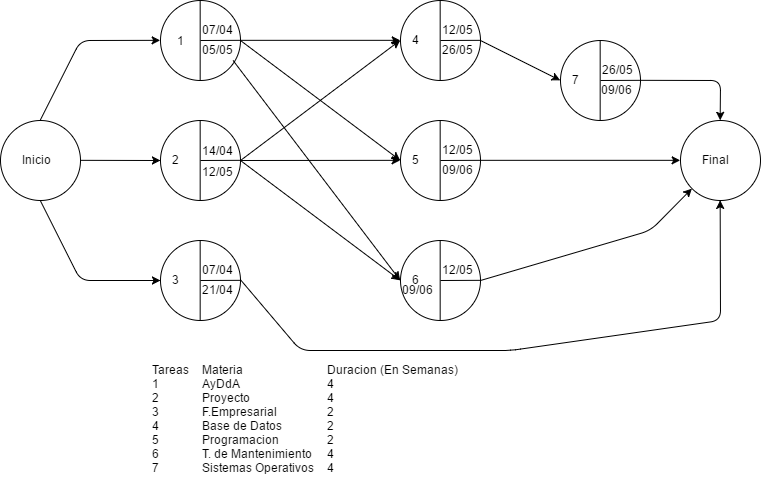 Inicio
1
07/04
05/05
2
14/04
12/05
3
07/04
21/04
4
12/05
26/05
5
12/05
09/06
6
12/05
09/06
7
26/05
09/06
Final
Tareas Materia Duracion (En Semanas)
1 AyDdA 4
2 Proyecto 4
3 F.Empresarial 2
4 Base de Datos 2
5 Programacion 2
6 T. de Mantenimiento 4
7 Sistemas Operativos 4